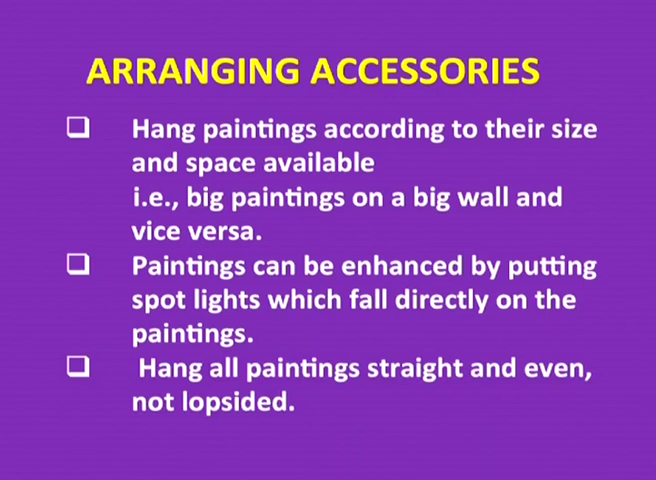 ARRANGING ACCESSORIES
❑ Hang paintings according to their size
and space available
i.e., big paintings on a big wall and
vice versa.
❑ Paintings can be enhanced by putting
spot lights which fall directly on the
paintings.
❑ Hang all paintings straight and even,
not lopsided.